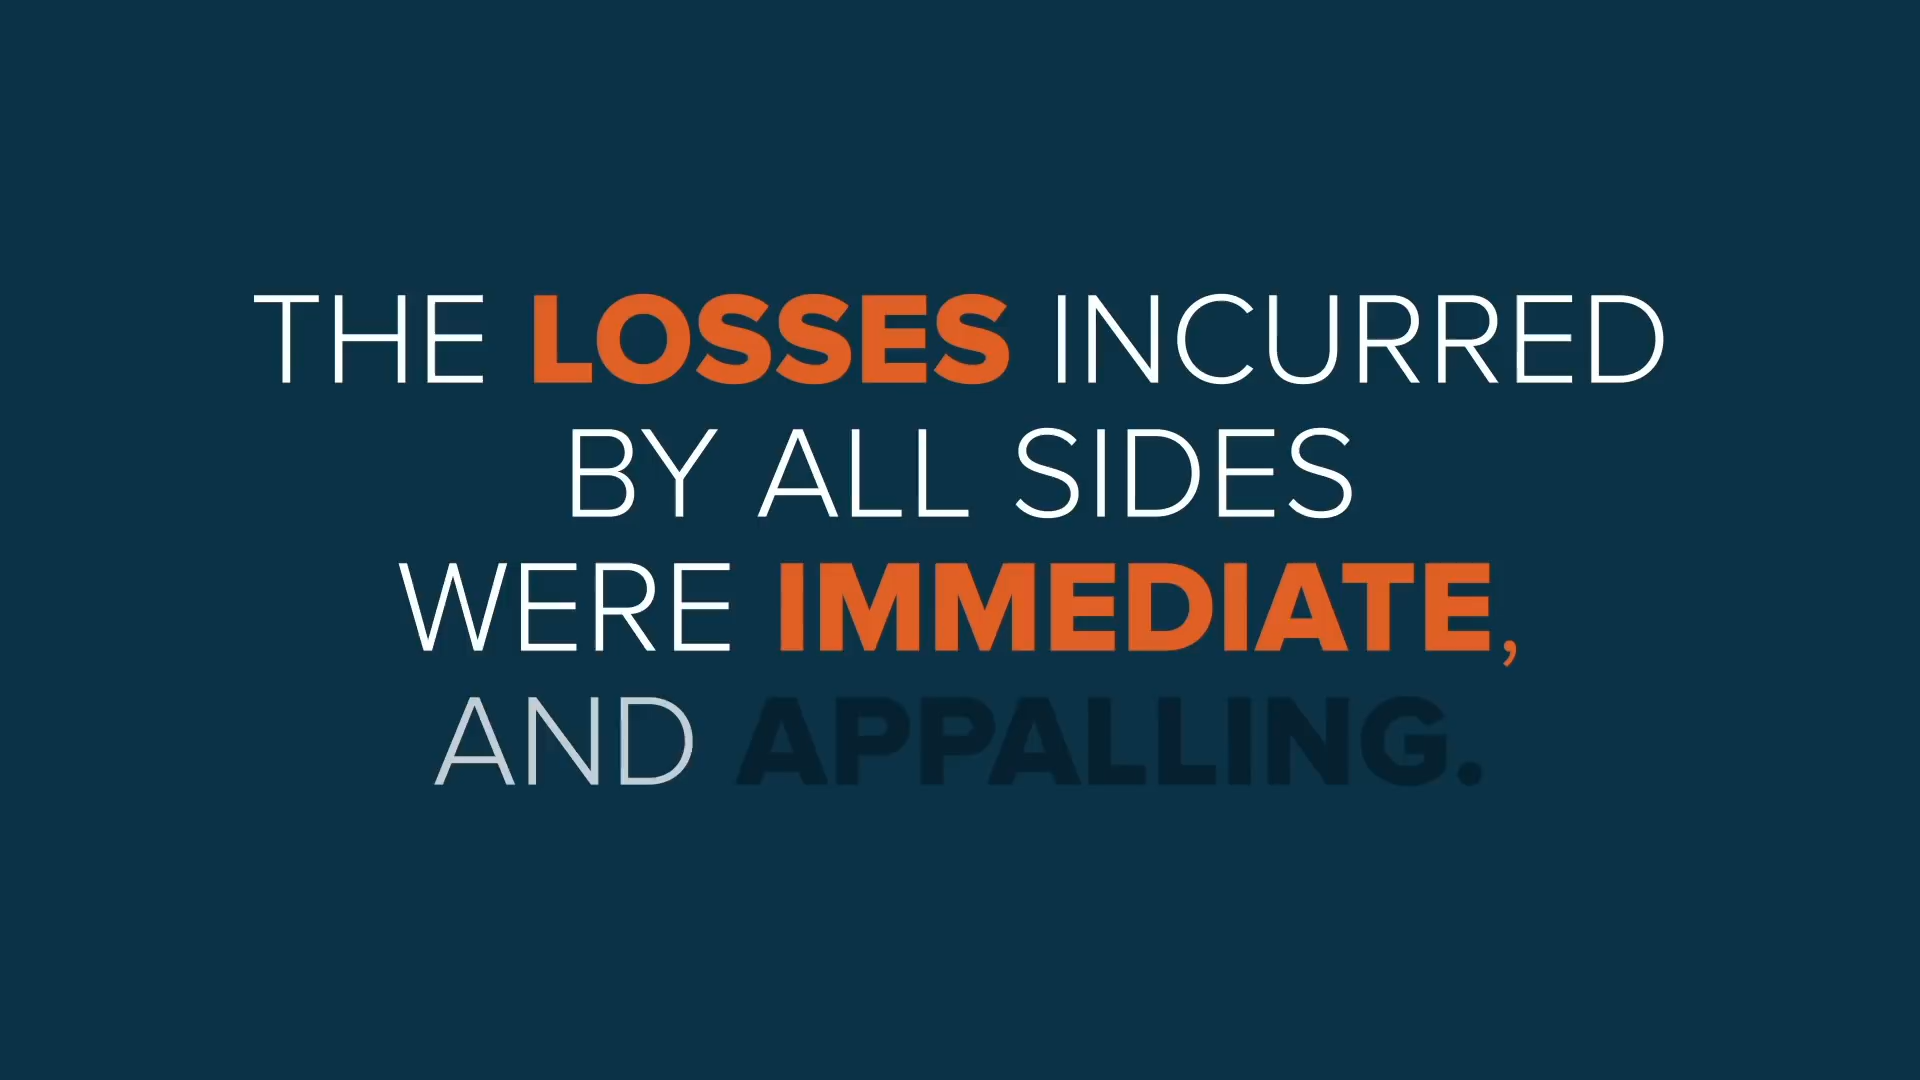 THE LOSSES INCURRED
BY ALL SIDES
WERE IMMEDIATE,
AND APPALLING.